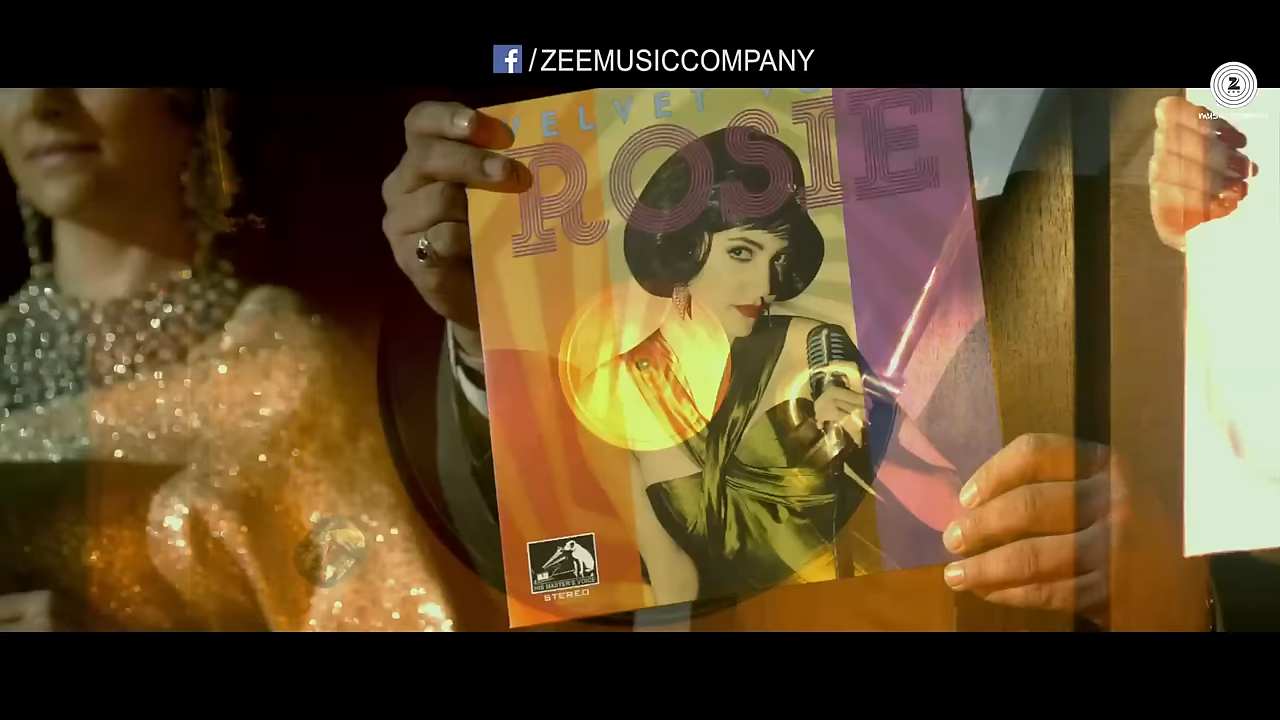 /ZEEMUSICCOMPANY
VELVET
ROSIE
HIS MASTER'S VOICE
STEREO